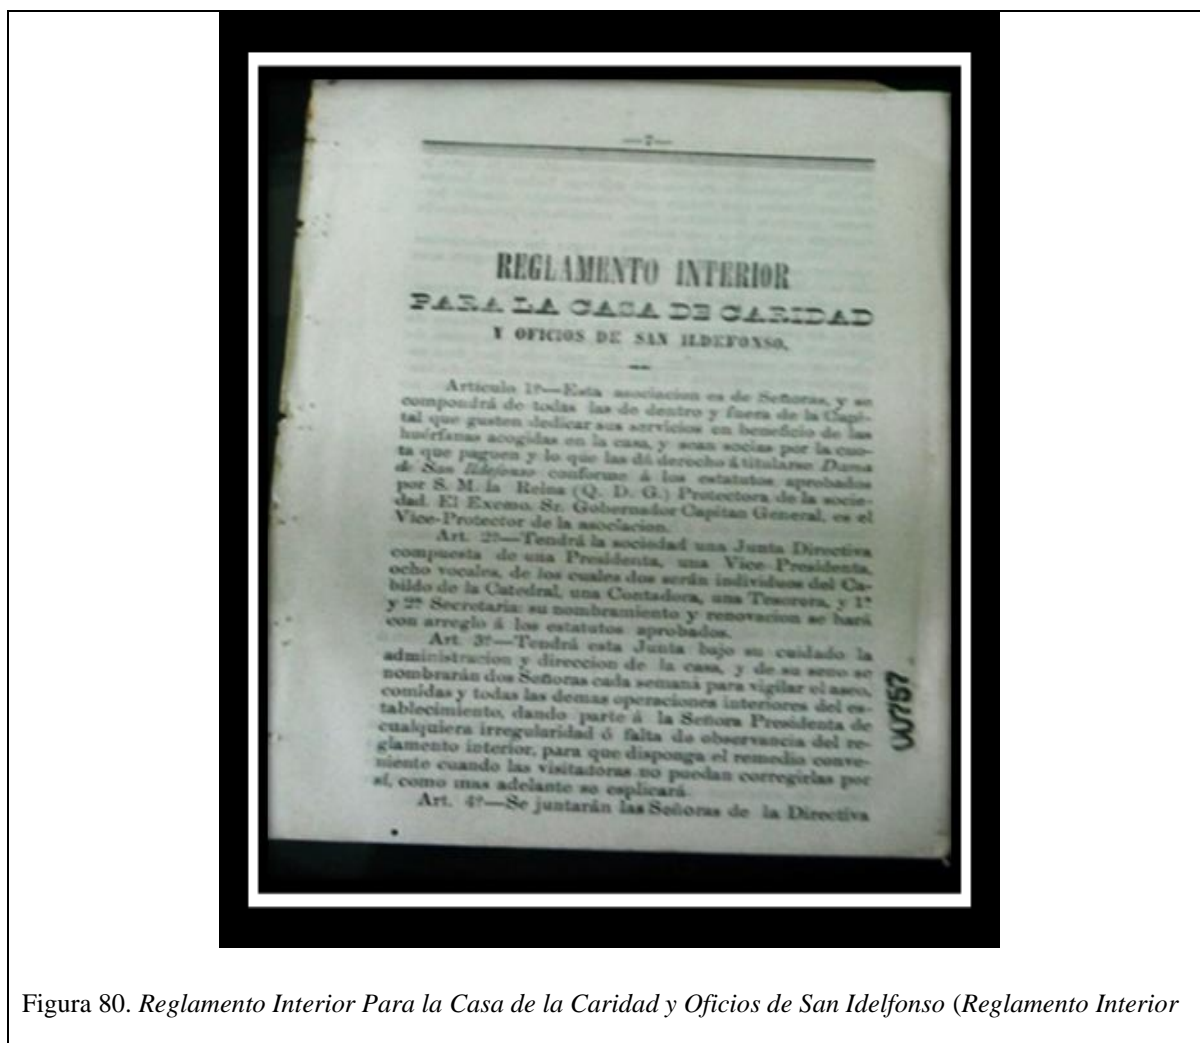 —7—
REGLAMENTO INTERIOR
PARA LA CASA DE CARIDAD
Y OFICIOS DE SAN ILDEFONSO.
Artículo 1º—Esta asociacion es de Señoras, y se
compondrá de todas las de dentro y fuera de la Capi-
tal que gusten dedicar sus servicios en beneficio de las
huérfanas acogidas en la casa, y sean socias por la cuo-
ta que paguen y lo que las dá derecho á titularse Dama
de San Ildefonso conforme á los estatutos aprobados
por S. M. la Reina (Q. D. G.) Protectora de la socie-
dad. El Excmo. Sr. Gobernador Capitan General, es el
Vice-Protector de la asociacion.
Art. 2º—Tendrá la sociedad una Junta Directiva
compuesta de una Presidenta, una Vice-Presidenta,
ocho vocales, de los cuales dos serán individuos del Ca-
bildo de la Catedral, una Contadora, una Tesorera, y 1ª
y 2ª Secretaria: su nombramiento y renovacion se hará
con arreglo á los estatutos aprobados.
Art. 3º—Tendrá esta Junta bajo su cuidado la
administracion y direccion de la casa, y de su seno se
nombrarán dos Señoras cada semana para vigilar el aseo,
comidas y todas las demas operaciones interiores del es-
tablecimiento, dando parte á la Señora Presidenta de
cualquiera irregularidad ó falta de observancia del re-
glamento interior, para que disponga el remedio conve-
niente cuando las visitadoras no puedan corregirlas por
sí, como mas adelante se esplicará.
Art. 4º—Se juntarán las Señoras de la Directiva
00757
Figura 80. Reglamento Interior Para la Casa de la Caridad y Oficios de San Idelfonso (Reglamento Interior